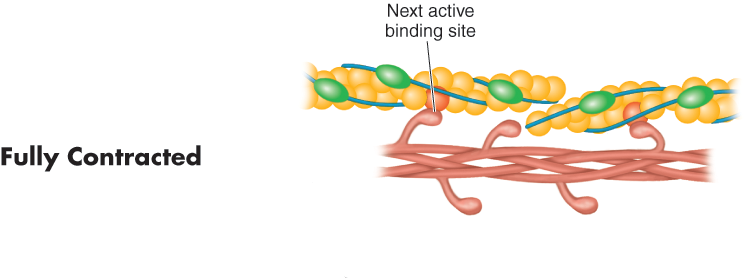 Next active
binding site
Fully Contracted